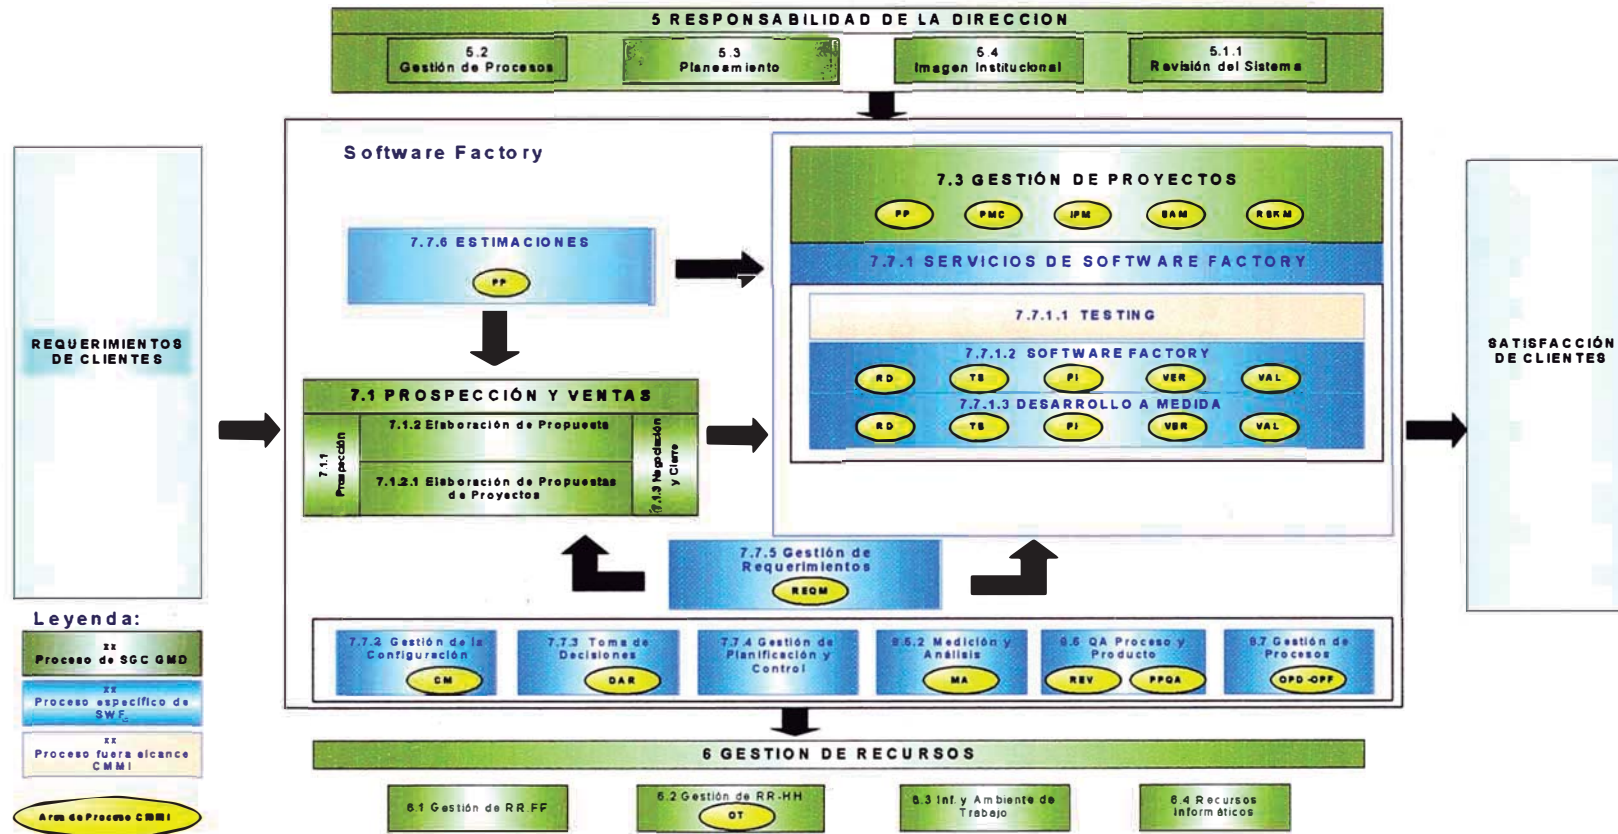 5 RESPONSABILIDAD DE LA DIRECCION
5.2
Gestión de Procesos
5.3
Planeamiento
5.4
Imagen Institucional
5.1.1
Revisión del Sistema
REQUERIMIENTOS
DE CLIENTES
Software Factory
7.7.6 ESTIMACIONES
PP
7.3 GESTIÓN DE PROYECTOS
PP
PMC
IPM
SAM
RSKM
7.7.1 SERVICIOS DE SOFTWARE FACTORY
7.7.1.1 TESTING
7.7.1.2 SOFTWARE FACTORY
RD
TS
PI
VER
VAL
7.7.1.3 DESARROLLO A MEDIDA
RD
TS
PI
VER
VAL
7.1 PROSPECCIÓN Y VENTAS
7.1.1
Prospección
7.1.2 Elaboración de Propuesta
7.1.2.1 Elaboración de Propuestas
de Proyectos
7.1.3 Negociación
y Cierre
SATISFACCIÓN
DE CLIENTES
7.7.5 Gestión de
Requerimientos
REQM
7.7.2 Gestión de la
Configuración
CM
7.7.3 Toma de
Decisiones
DAR
7.7.4 Gestión de
Planificación y
Control
8.5.2 Medición y
Análisis
MA
8.6 QA Proceso y
Producto
REV
PPQA
8.7 Gestión de
Procesos
OPD-OPF
Leyenda:
xx
Proceso de SGC GMD
xx
Proceso específico de
SWF
xx
Proceso fuera alcance
CMMI
Area de Proceso CMMI
6 GESTION DE RECURSOS
6.1 Gestión de RR.FF
6.2 Gestión de RR-HH
OT
6.3 Inf. y Ambiente de
Trabajo
6.4 Recursos
Informáticos